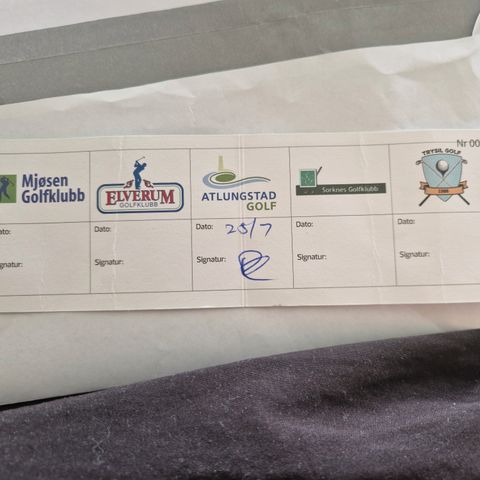 Nr 00
Mjøsen
Golfklubb
ELVERUM
GOLFKLUBB
ATLUNGSTAD
GOLF
Sorknes Golfklubb
TRYSIL GOLF
Dato:
Dato:
Dato: 25/7
Dato:
Dato:
gnatur:
Signatur:
Signatur:
Signatur:
Signatur: